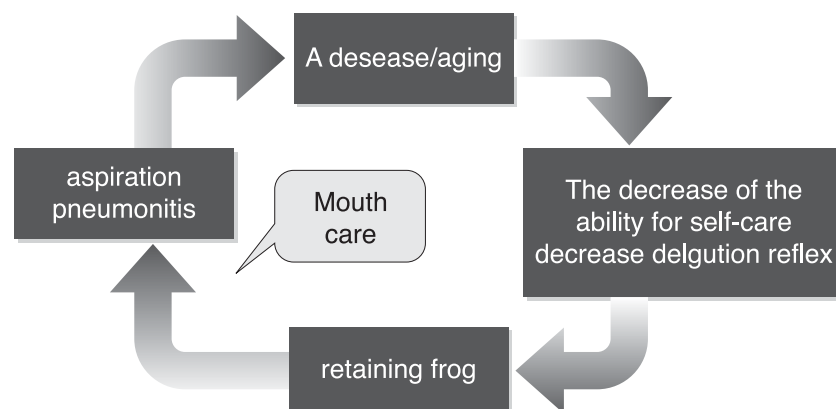 A desease/aging
aspiration
pneumonitis
Mouth
care
The decrease of the
ability for self-care
decrease delgution reflex
retaining frog